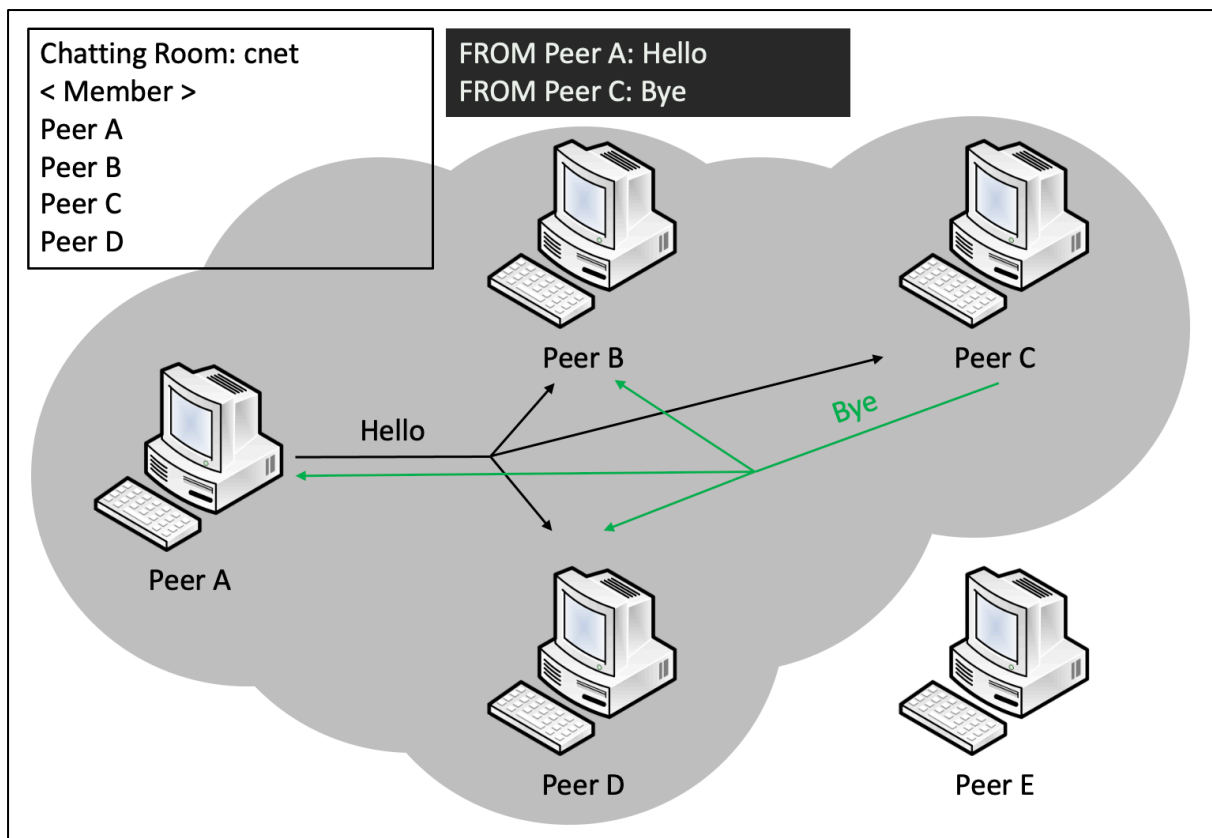 Chatting Room: cnet
< Member >
Peer A
Peer B
Peer C
Peer D
FROM Peer A: Hello
FROM Peer C: Bye
Peer B
Peer C
Bye
Hello
Peer A
Peer D
Peer E